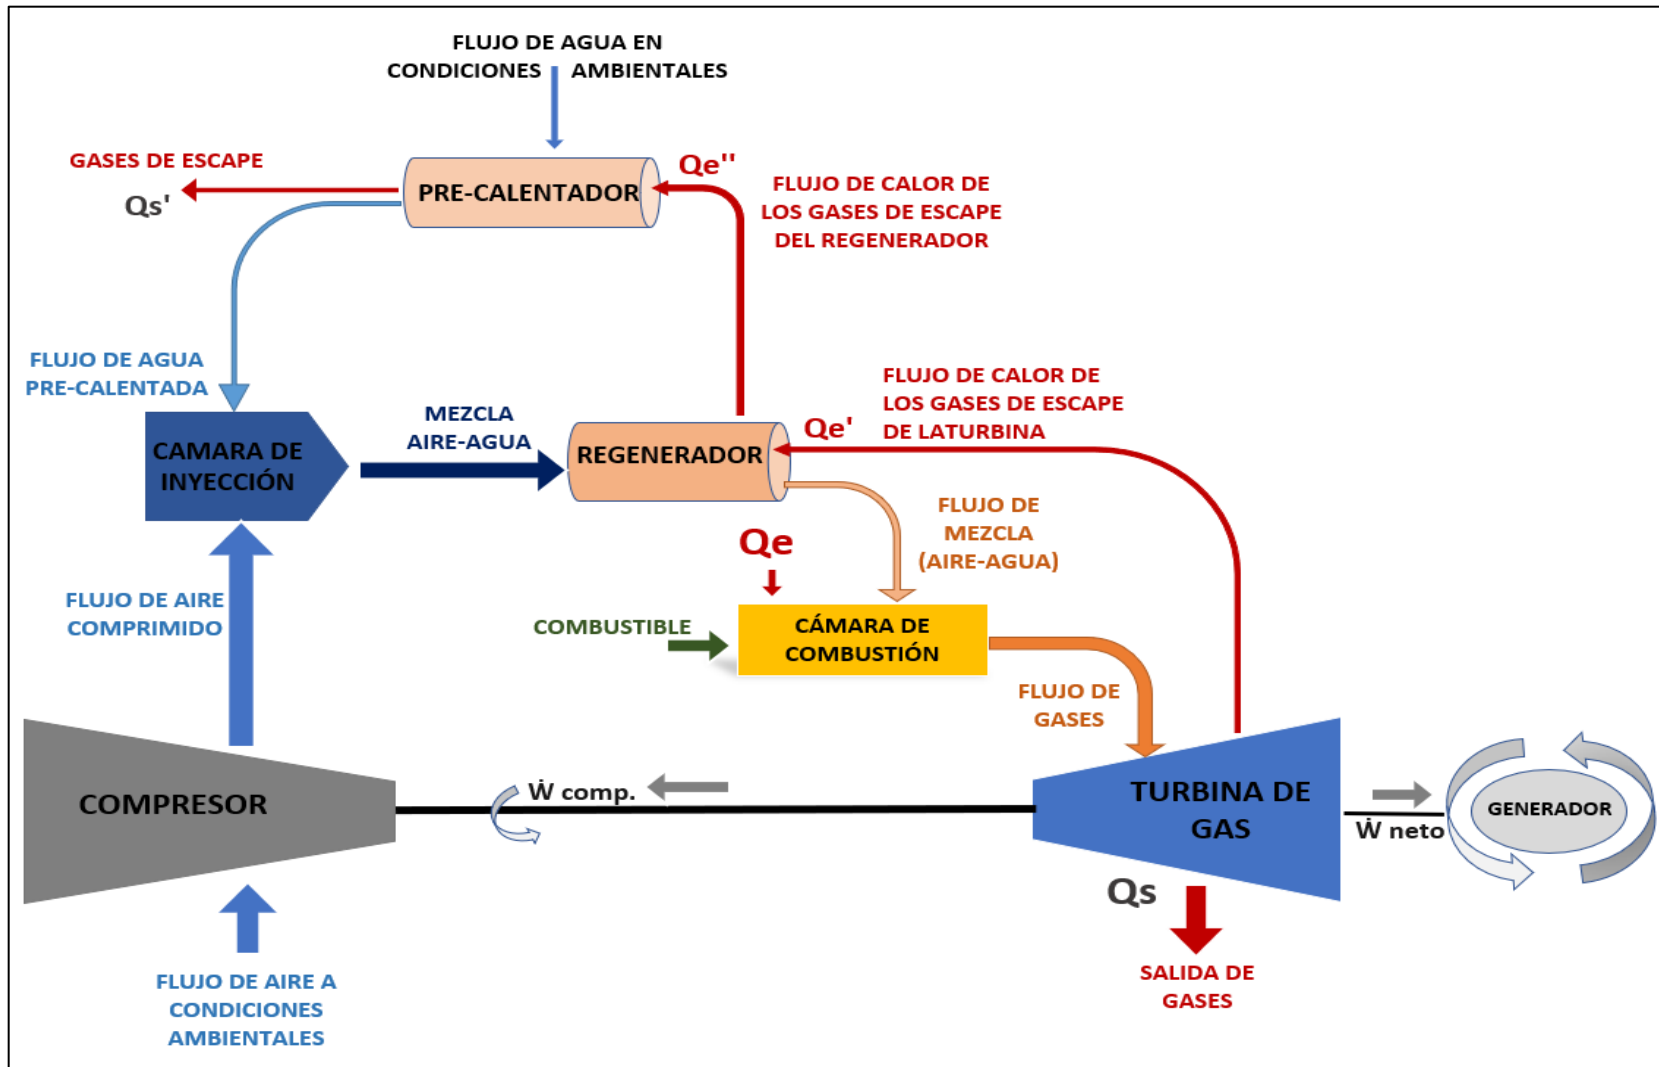 FLUJO DE AGUA EN
CONDICIONES AMBIENTALES
GASES DE ESCAPE
Qs'
PRE-CALENTADOR
Qe''
FLUJO DE CALOR DE
LOS GASES DE ESCAPE
DEL REGENERADOR
FLUJO DE AGUA
PRE-CALENTADA
CAMARA DE
INYECCIÓN
MEZCLA
AIRE-AGUA
REGENERADOR
Qe'
FLUJO DE CALOR DE
LOS GASES DE ESCAPE
DE LATURBINA
FLUJO DE
MEZCLA
(AIRE-AGUA)
Qe
COMBUSTIBLE
CÁMARA DE
COMBUSTIÓN
FLUJO DE AIRE
COMPRIMIDO
FLUJO DE
GASES
COMPRESOR
Ẇ comp.
TURBINA DE
GAS
Ẇ neto
GENERADOR
Qs
SALIDA DE
GASES
FLUJO DE AIRE A
CONDICIONES
AMBIENTALES